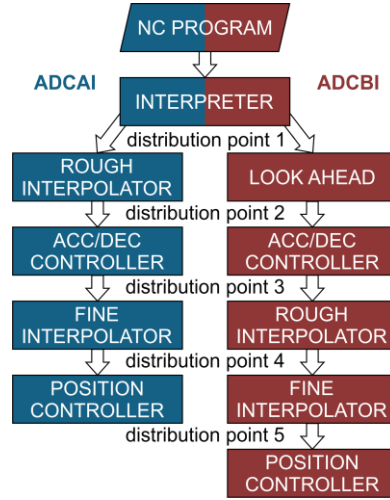 NC PROGRAM
ADCAI
ADCBI
INTERPRETER
distribution point 1
ROUGH
INTERPOLATOR
LOOK AHEAD
distribution point 2
ACC/DEC
CONTROLLER
ACC/DEC
CONTROLLER
distribution point 3
FINE
INTERPOLATOR
ROUGH
INTERPOLATOR
distribution point 4
POSITION
CONTROLLER
FINE
INTERPOLATOR
distribution point 5
POSITION
CONTROLLER